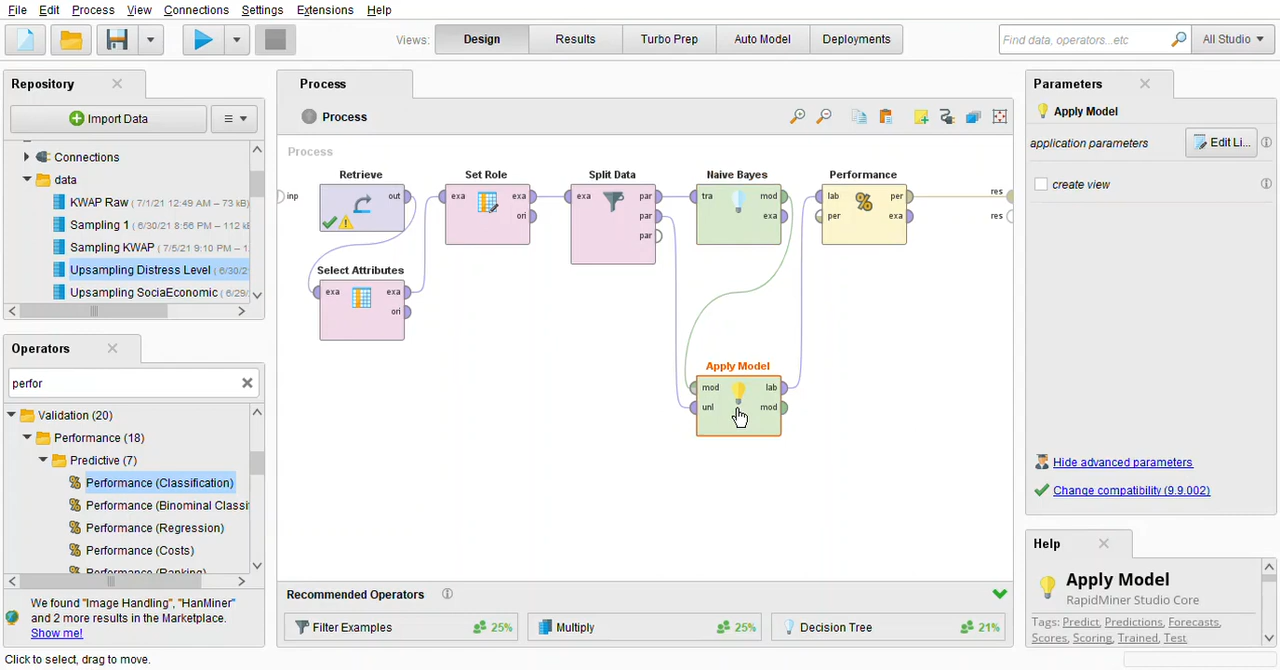 File Edit Process View Connections Settings Extensions Help
Views: Design Results Turbo Prep Auto Model Deployments
Find data, operators...etc
All Studio
Repository
Import Data
Connections
data
KWAP Raw ( 7/1/21 12:49 AM – 73 kB)
Sampling 1 ( 6/30/21 8:56 PM – 112 kB
Sampling KWAP ( 7/5/21 9:10 PM – 1
Upsampling Distress Level ( 6/30/2
Upsampling SociaEconomic ( 6/29/
Operators
perfor
Validation (20)
Performance (18)
Predictive (7)
Performance (Classification)
Performance (Binominal Classif
Performance (Regression)
Performance (Costs)
Performance (Ranking)
We found "Image Handling", "HanMiner"
and 2 more results in the Marketplace.
Show me!
Process
Process
Process
inp
Retrieve
out
Select Attributes
exa exa
ori
Set Role
exa exa
ori
Split Data
exa par
par
par
Naive Bayes
tra mod
exa
Performance
lab per
per exa
res
res
Apply Model
mod lab
unl mod
Recommended Operators
Filter Examples 25%
Multiply 25%
Decision Tree 21%
Parameters
Apply Model
application parameters
Edit Li...
create view
Hide advanced parameters
Change compatibility (9.9.002)
Help
Apply Model
RapidMiner Studio Core
Tags: Predict, Predictions, Forecasts,
Scores, Scoring, Trained, Test
Click to select, drag to move.